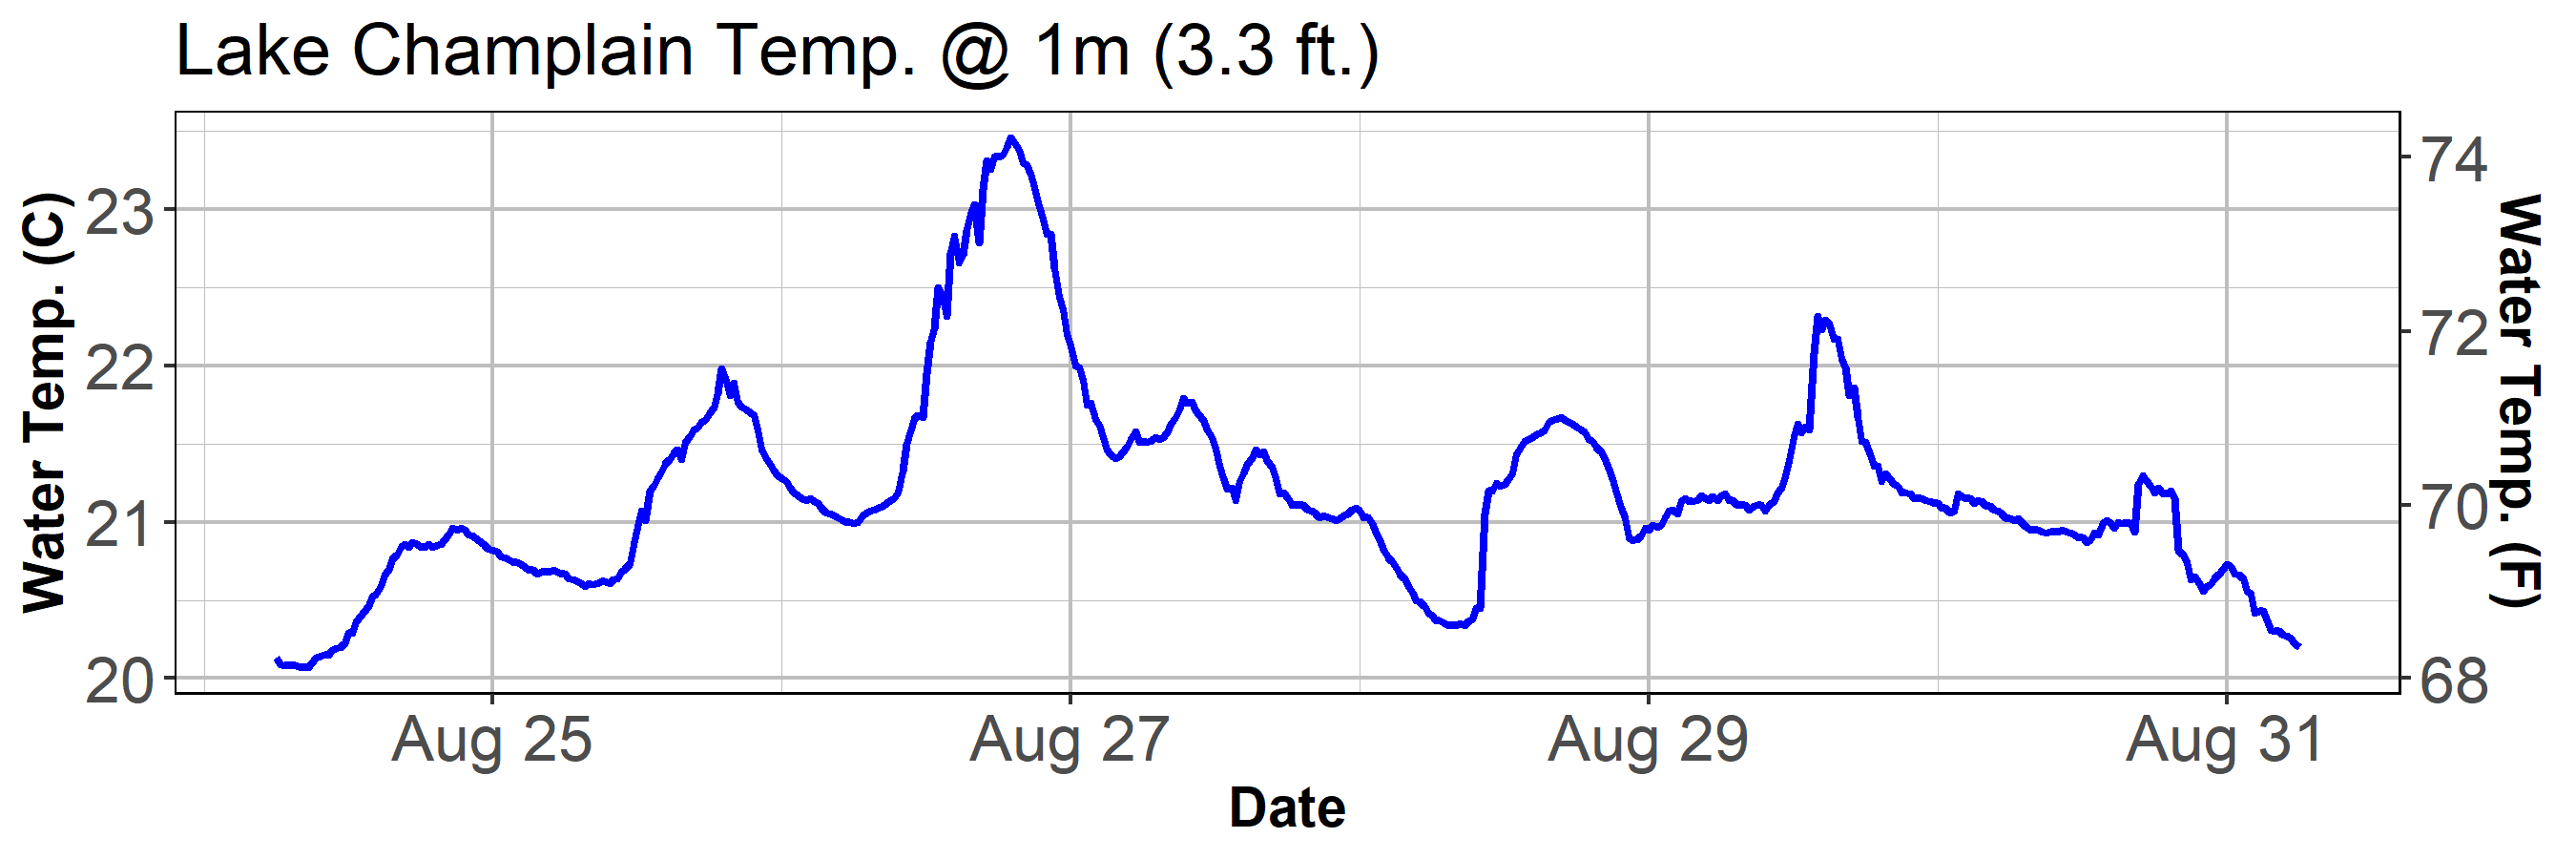 Lake Champlain Temp. @ 1m (3.3 ft.)
Water Temp. (C)
23
22
21
20
74
72
70
68
Water Temp. (F)
Aug 25
Aug 27
Aug 29
Aug 31
Date